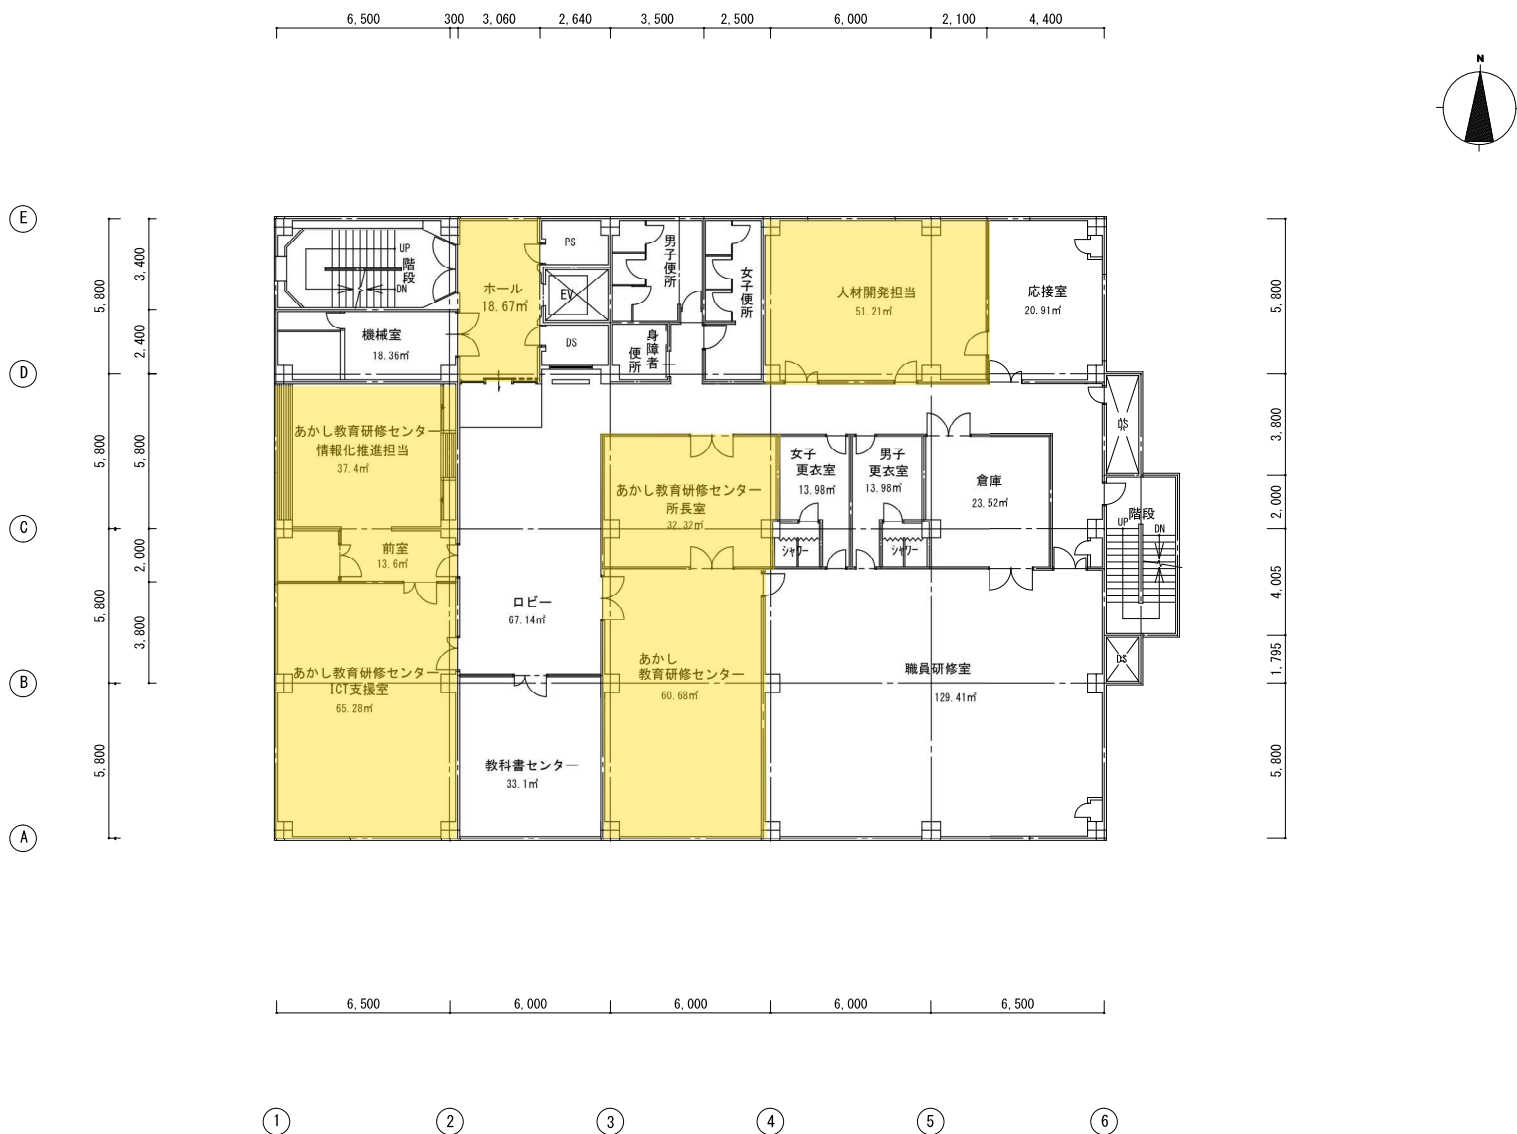 6,500 300 3,060 2,640 3,500 2,500 6,000 2,100 4,400
N
E
D
C
B
A
5,800
5,800
5,800
5,800
3,400
2,400
5,800
2,000
3,800
UP
階段
DN
ホール
18.67㎡
PS
EV
DS
男子便所
女子便所
身障者
便所
人材開発担当
51.21㎡
応接室
20.91㎡
機械室
18.36㎡
あかし教育研修センター
情報化推進担当
37.4㎡
あかし教育研修センター
所長室
32.32㎡
女子
更衣室
13.98㎡
男子
更衣室
13.98㎡
倉庫
23.52㎡
DS
階段
UP
DN
シャワー
シャワー
前室
13.6㎡
ロビー
67.14㎡
あかし教育研修センター
ICT支援室
65.28㎡
あかし
教育研修センター
60.68㎡
職員研修室
129.41㎡
DS
教科書センター
33.1㎡
5,800
3,800
2,000
4,005
1.795
5,800
6,500 6,000 6,000 6,000 6,500
1 2 3 4 5 6